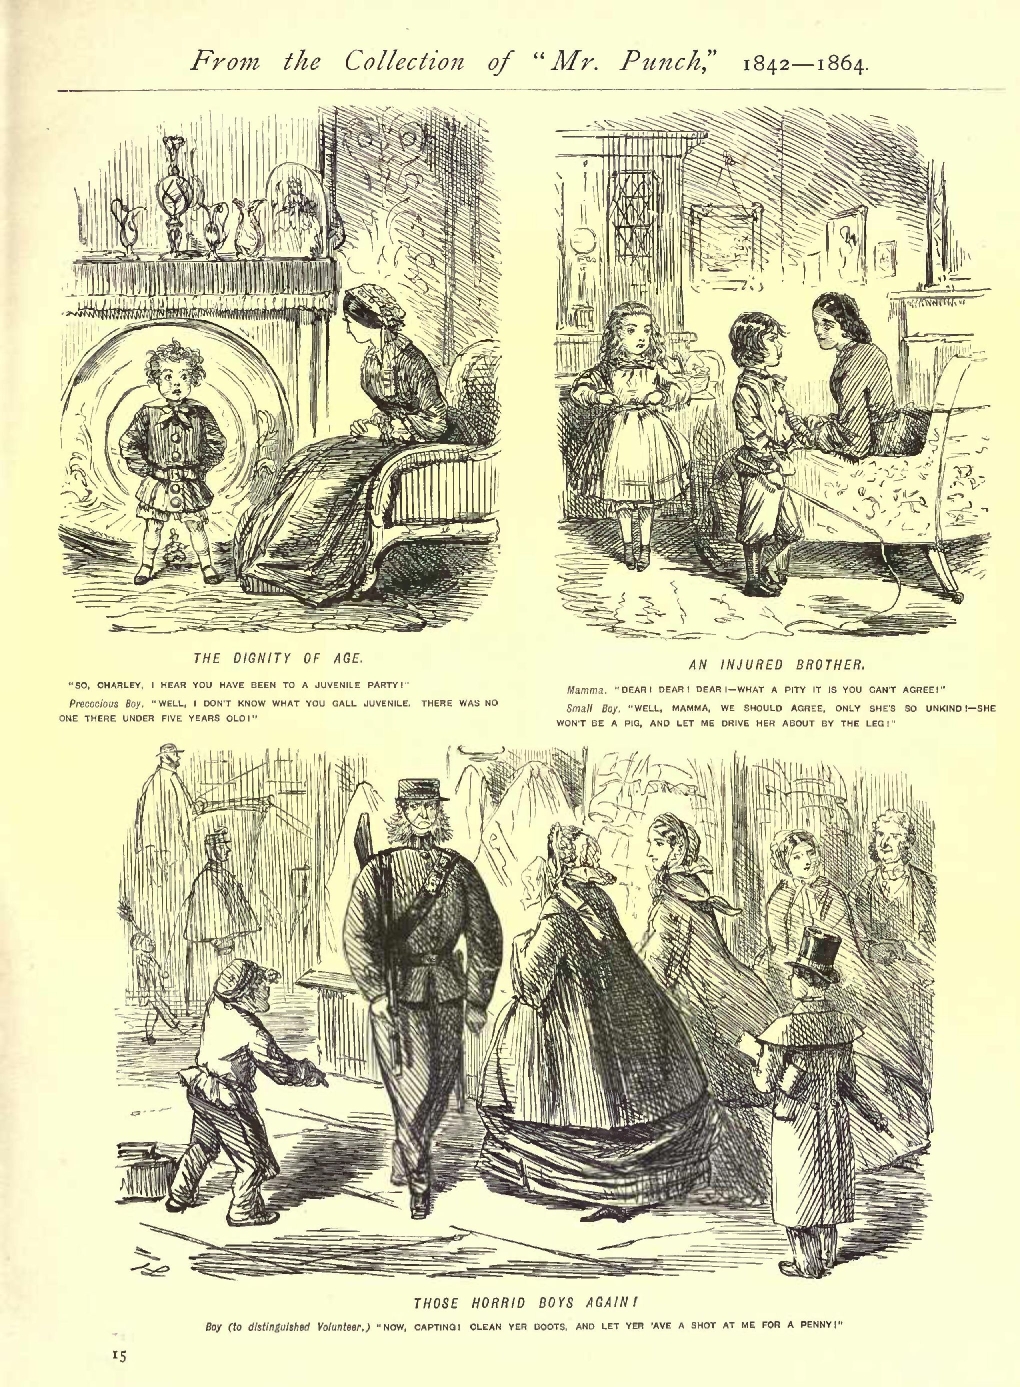 From the Collection of "Mr. Punch," 1842—1864.
THE DIGNITY OF AGE.
"SO, CHARLEY, I HEAR YOU HAVE BEEN TO A JUVENILE PARTY!"
Precocious Boy. "WELL, I DON'T KNOW WHAT YOU CALL JUVENILE. THERE WAS NO
ONE THERE UNDER FIVE YEARS OLD!"
AN INJURED BROTHER.
Mamma. "DEAR! DEAR! DEAR!—WHAT A PITY IT IS YOU CAN'T AGREE!"
Small Boy. "WELL, MAMMA, WE SHOULD AGREE, ONLY SHE'S SO UNKIND!—SHE
WON'T BE A PIG, AND LET ME DRIVE HER ABOUT BY THE LEG!"
THOSE HORRID BOYS AGAIN!
Boy (to distinguished Volunteer.) "NOW, CAPTING! CLEAN YER BOOTS, AND LET YER 'AVE A SHOT AT ME FOR A PENNY!"
15